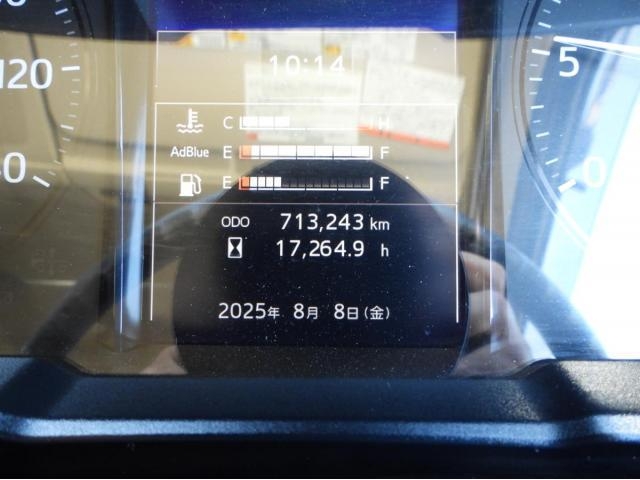 10:14
120
5
C H
AdBlue E F
E F
0
ODO 713,243 km
17,264.9 h
2025年 8月 8日(金)